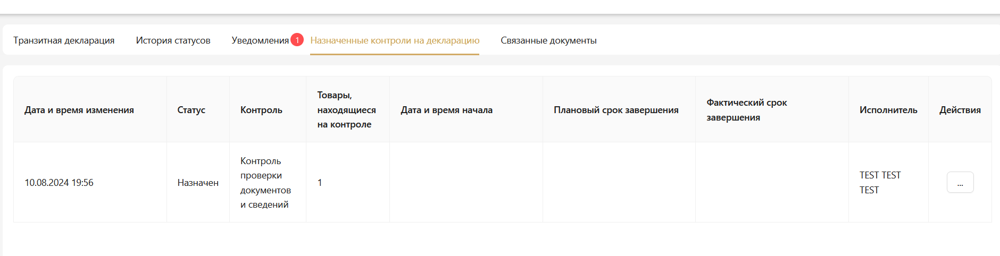 Транзитная декларация История статусов Уведомления 1 Назначенные контроли на декларацию Связанные документы
Дата и время изменения
Статус
Контроль
Товары,
находящиеся
на контроле
Дата и время начала
Плановый срок завершения
Фактический срок
завершения
Исполнитель
Действия
10.08.2024 19:56
Назначен
Контроль
проверки
документов
и сведений
1
TEST TEST
TEST
...